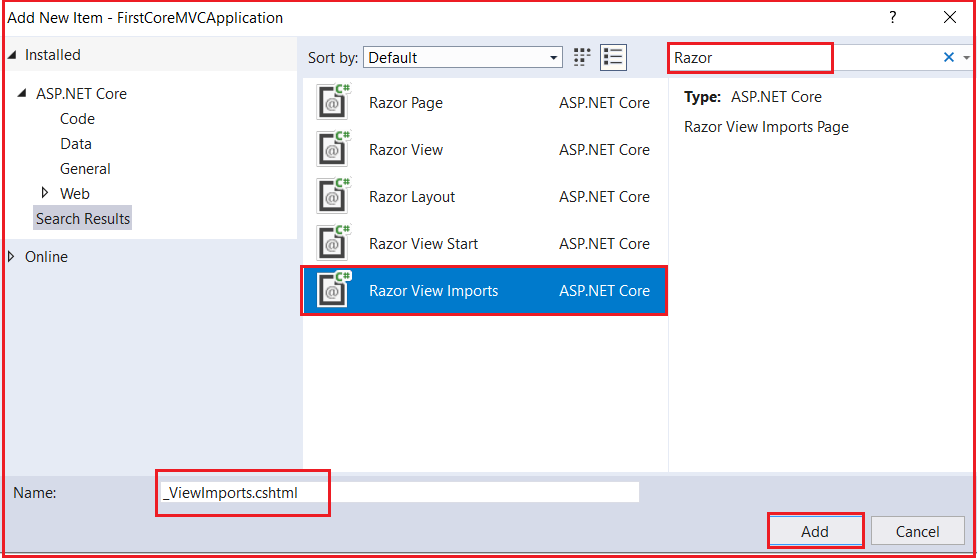 Add New Item - FirstCoreMVCApplication ? ×
Installed
ASP.NET Core
Code
Data
General
Web
Search Results
Online
Sort by: Default
Razor
C# @ Razor Page ASP.NET Core
C# @ Razor View ASP.NET Core
C# @ Razor Layout ASP.NET Core
C# @ Razor View Start ASP.NET Core
C# @ Razor View Imports ASP.NET Core
Type: ASP.NET Core
Razor View Imports Page
Name: _ViewImports.cshtml
Add Cancel